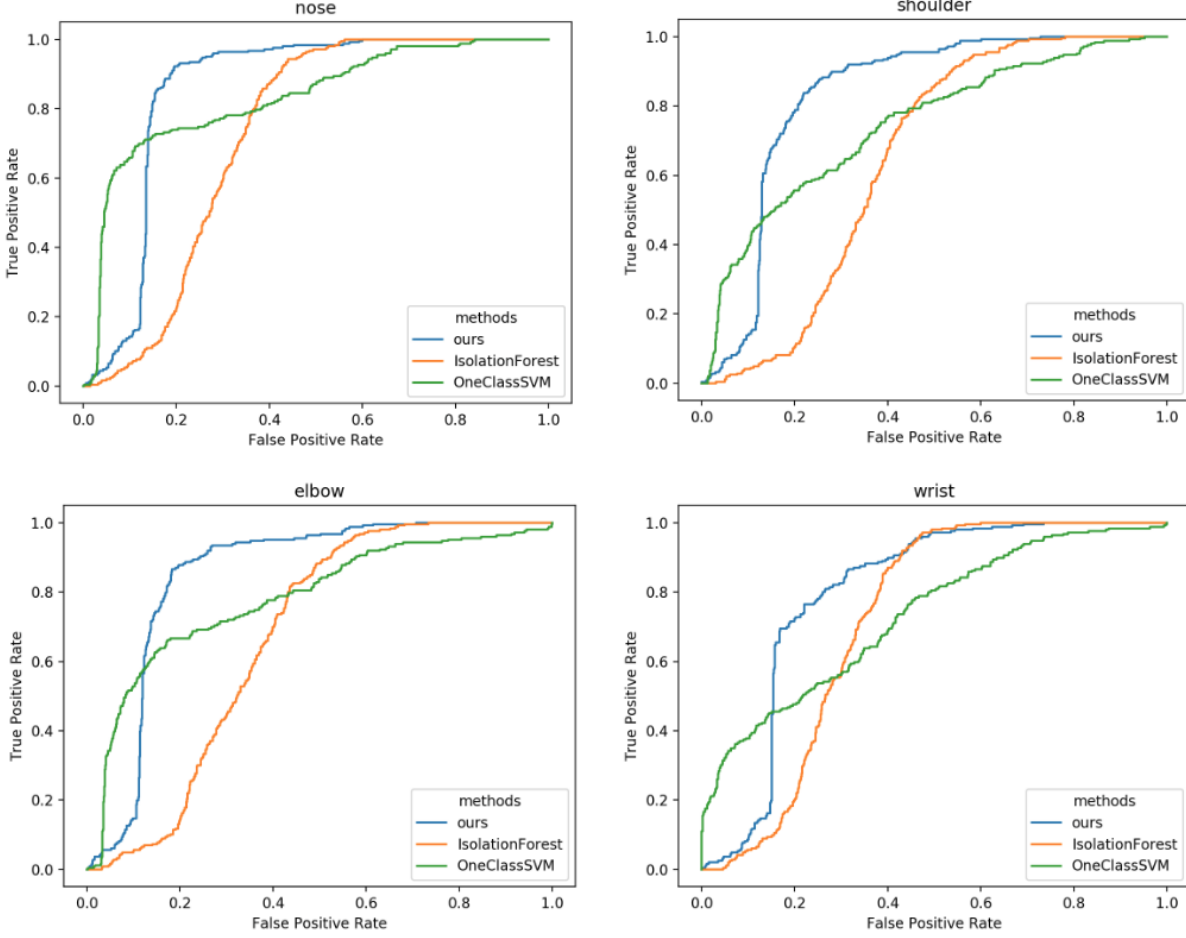 nose
1.0
0.8
0.6
0.4
0.2
0.0
True Positive Rate
methods
ours
IsolationForest
OneClassSVM
0.0 0.2 0.4 0.6 0.8 1.0
False Positive Rate
shoulder
1.0
0.8
0.6
0.4
0.2
0.0
True Positive Rate
methods
ours
IsolationForest
OneClassSVM
0.0 0.2 0.4 0.6 0.8 1.0
False Positive Rate
elbow
1.0
0.8
0.6
0.4
0.2
0.0
True Positive Rate
methods
ours
IsolationForest
OneClassSVM
0.0 0.2 0.4 0.6 0.8 1.0
False Positive Rate
wrist
1.0
0.8
0.6
0.4
0.2
0.0
True Positive Rate
methods
ours
IsolationForest
OneClassSVM
0.0 0.2 0.4 0.6 0.8 1.0
False Positive Rate